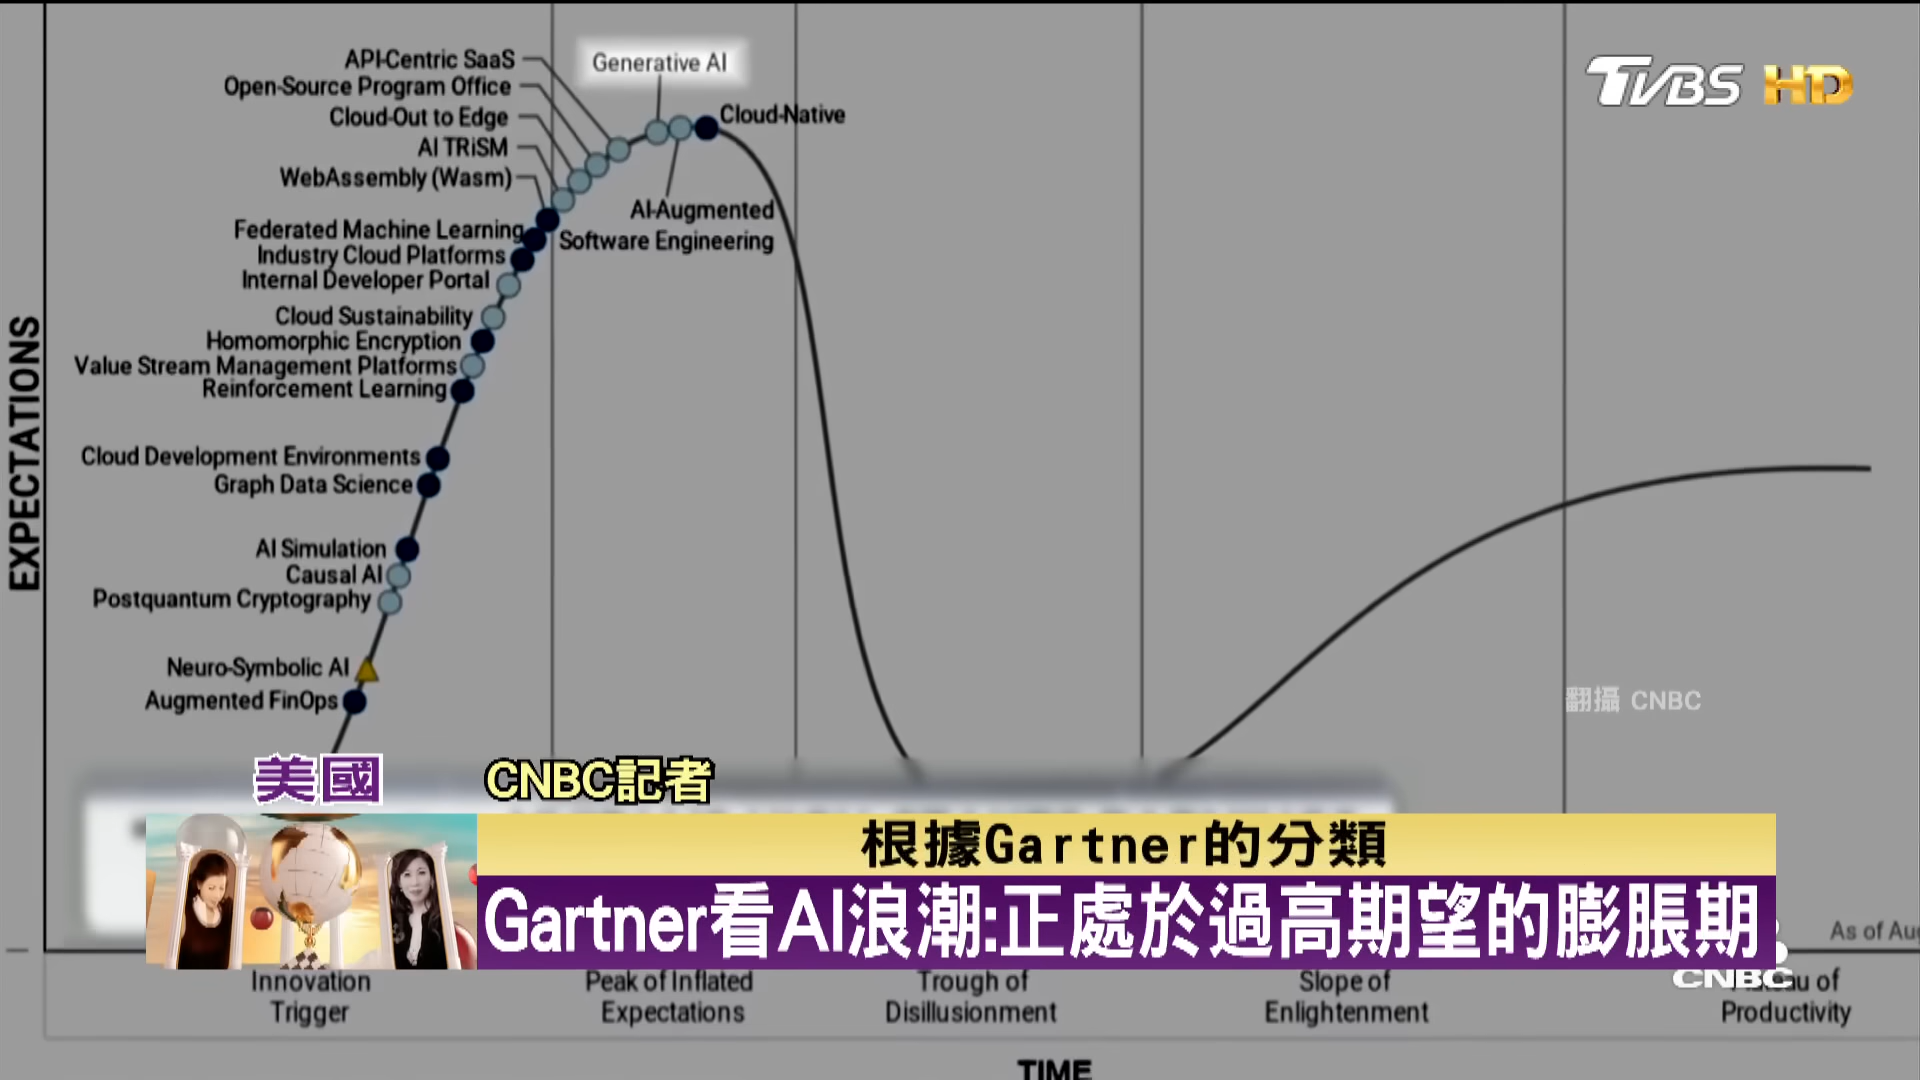 API-Centric SaaS
Generative AI
TVBS HD
Open-Source Program Office
Cloud-Out to Edge
Cloud-Native
AI TRiSM
WebAssembly (Wasm)
AI-Augmented
Software Engineering
Federated Machine Learning
Industry Cloud Platforms
Internal Developer Portal
Cloud Sustainability
Homomorphic Encryption
Value Stream Management Platforms
Reinforcement Learning
EXPECTATIONS
Cloud Development Environments
Graph Data Science
AI Simulation
Causal AI
Postquantum Cryptography
Neuro-Symbolic AI
Augmented FinOps
翻攝 CNBC
美國
CNBC記者
根據Gartner的分類
Gartner看AI浪潮:正處於過高期望的膨脹期
As of Au
CNBC
Innovation
Trigger
Peak of Inflated
Expectations
Trough of
Disillusionment
Slope of
Enlightenment
of
Productivity
TIME